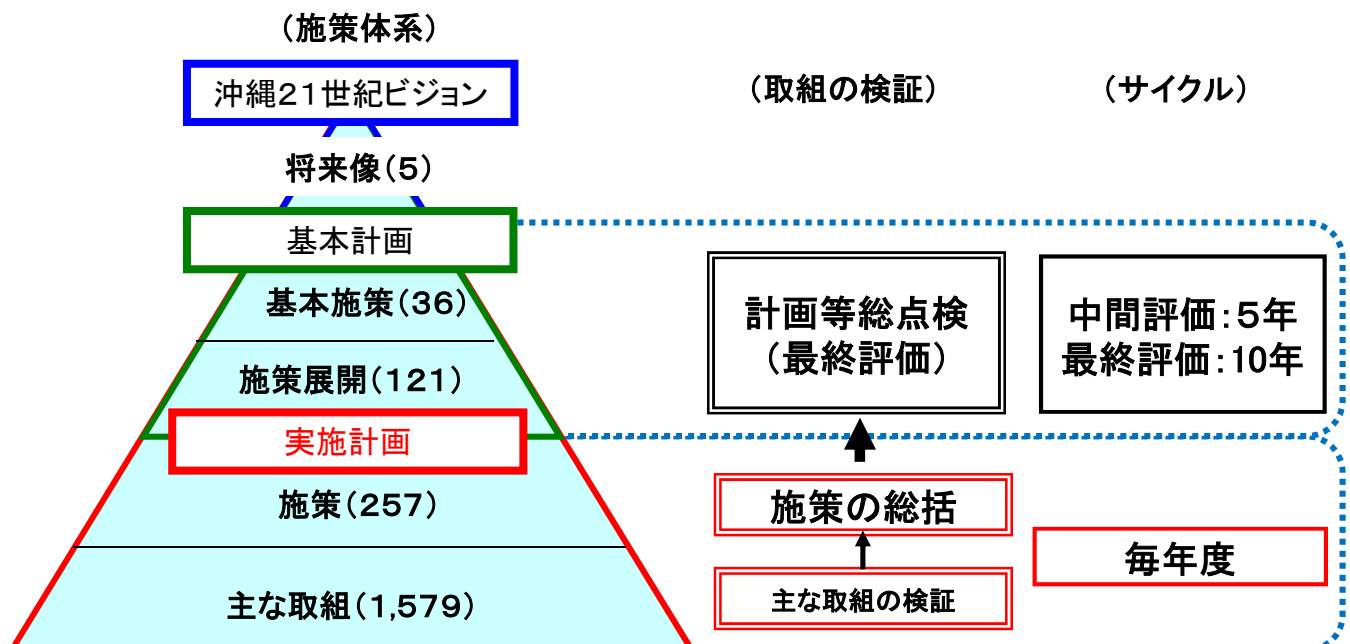 （施策体系）
沖縄２１世紀ビジョン
将来像（５）
基本計画
基本施策（３６）
施策展開（１２１）
実施計画
施策（２５７）
主な取組（１，５７９）
（取組の検証）
計画等総点検
（最終評価）
施策の総括
主な取組の検証
（サイクル）
中間評価：５年
最終評価：１０年
毎年度